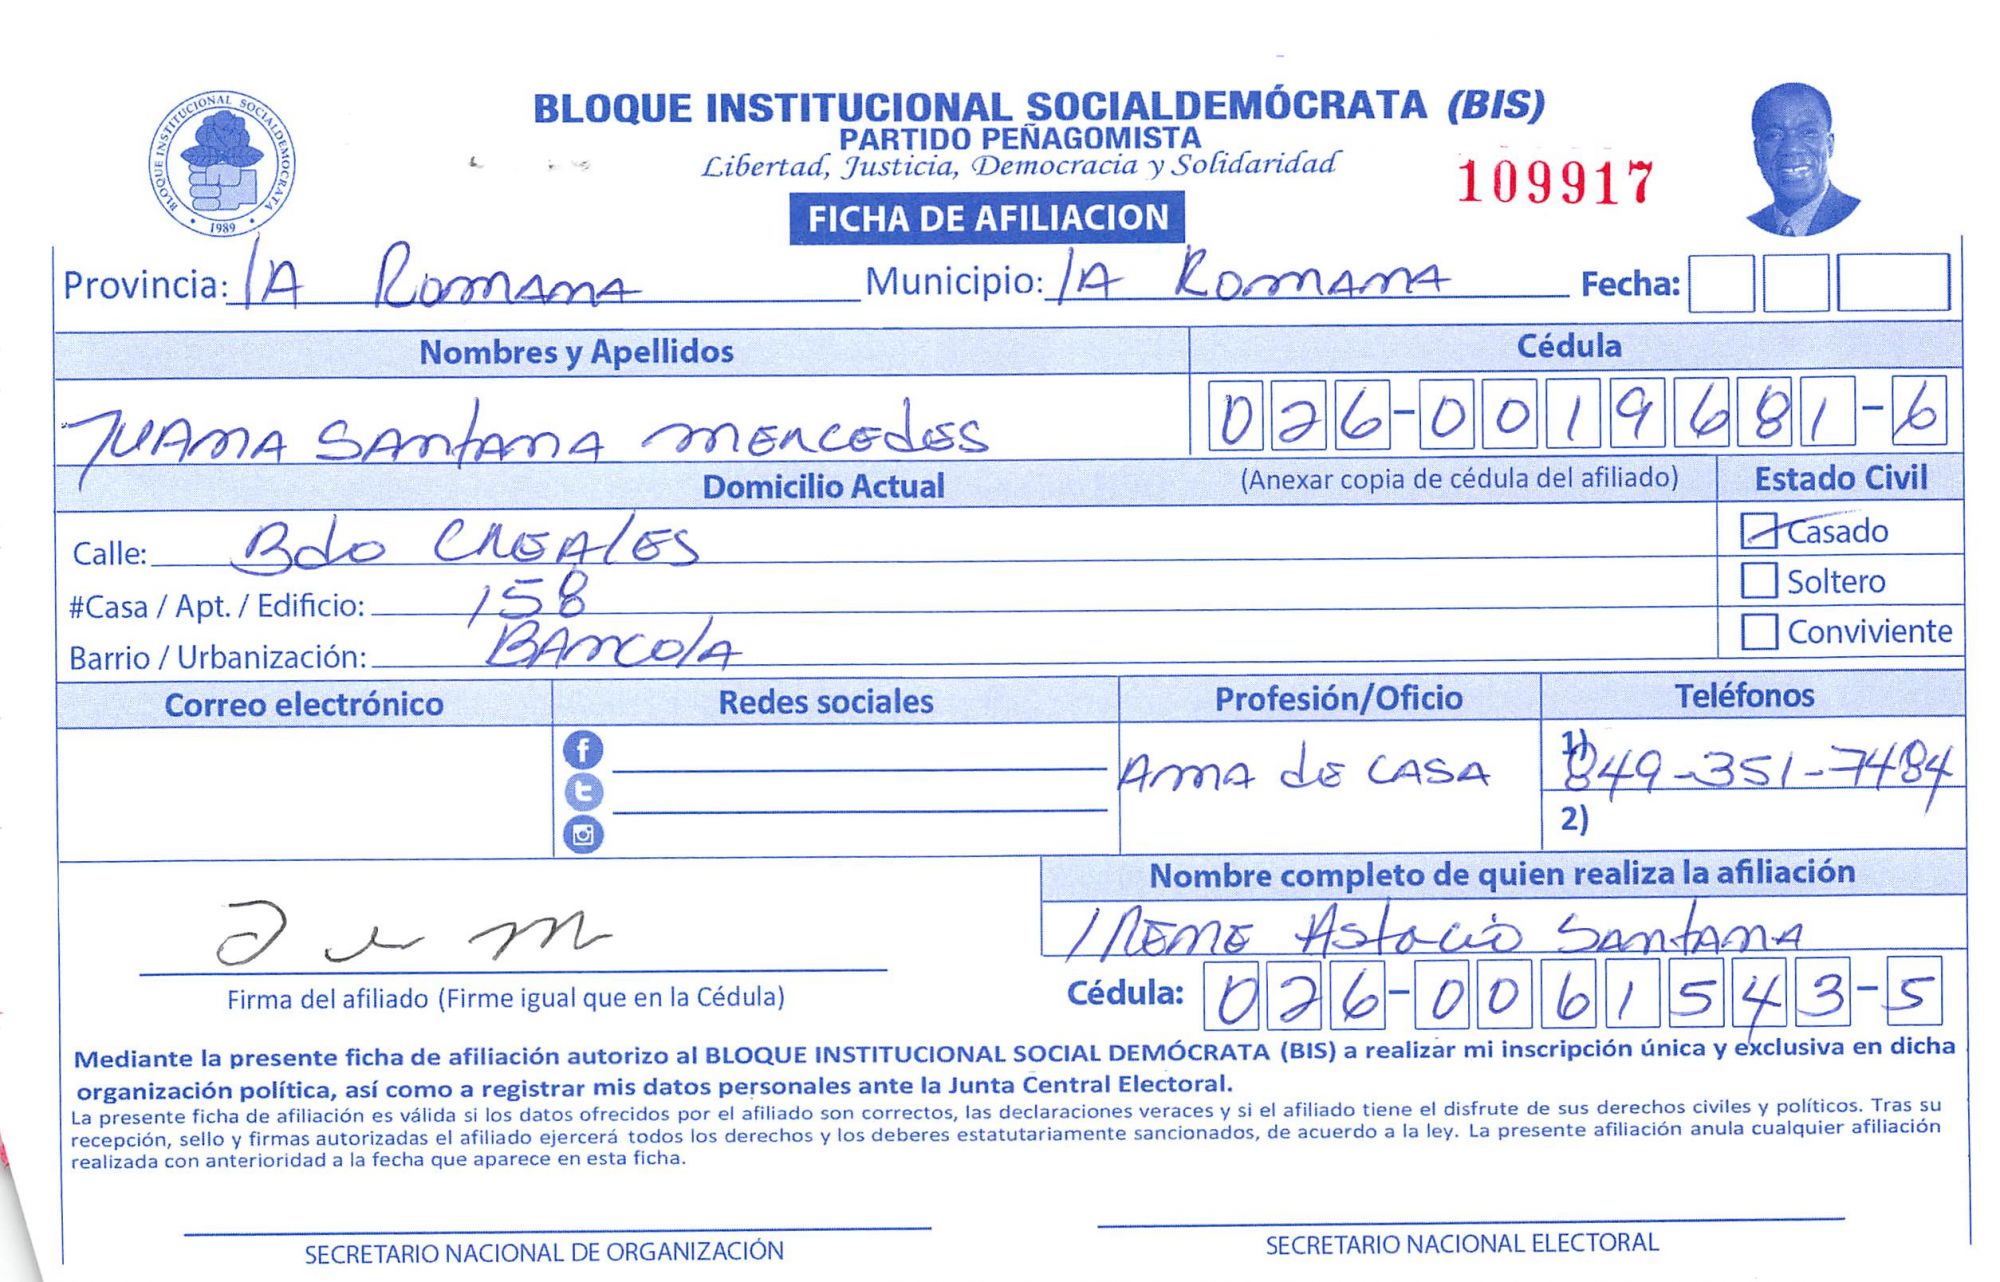 BLOQUE INSTITUCIONAL SOCIALDEMÓCRATA (BIS)
PARTIDO PEÑAGOMISTA
Libertad, Justicia, Democracia y Solidaridad
109917
BLOQUE INSTITUCIONAL SOCIALDEMOCRATA
1989
FICHA DE AFILIACION
Provincia: lA ROMANA Municipio: lA ROMANA Fecha:
Nombres y Apellidos Cédula
JUANA SANtANA MERCEdES 026-0019681-6
Domicilio Actual (Anexar copia de cédula del afiliado) Estado Civil
Calle: Bdo CREAlES Casado
#Casa / Apt. / Edificio: 158 Soltero
Barrio / Urbanización: BANcolA Conviviente
Correo electrónico Redes sociales Profesión/Oficio Teléfonos
AMA dE CASA 1) 849-351-7484
2)
Nombre completo de quien realiza la afiliación
IRENE Astacio SANtANA
Firma del afiliado (Firme igual que en la Cédula) Cédula: 026-0061543-5
Mediante la presente ficha de afiliación autorizo al BLOQUE INSTITUCIONAL SOCIAL DEMÓCRATA (BIS) a realizar mi inscripción única y exclusiva en dicha
organización política, así como a registrar mis datos personales ante la Junta Central Electoral.
La presente ficha de afiliación es válida si los datos ofrecidos por el afiliado son correctos, las declaraciones veraces y si el afiliado tiene el disfrute de sus derechos civiles y políticos. Tras su
recepción, sello y firmas autorizadas el afiliado ejercerá todos los derechos y los deberes estatutariamente sancionados, de acuerdo a la ley. La presente afiliación anula cualquier afiliación
realizada con anterioridad a la fecha que aparece en esta ficha.
SECRETARIO NACIONAL DE ORGANIZACIÓN SECRETARIO NACIONAL ELECTORAL